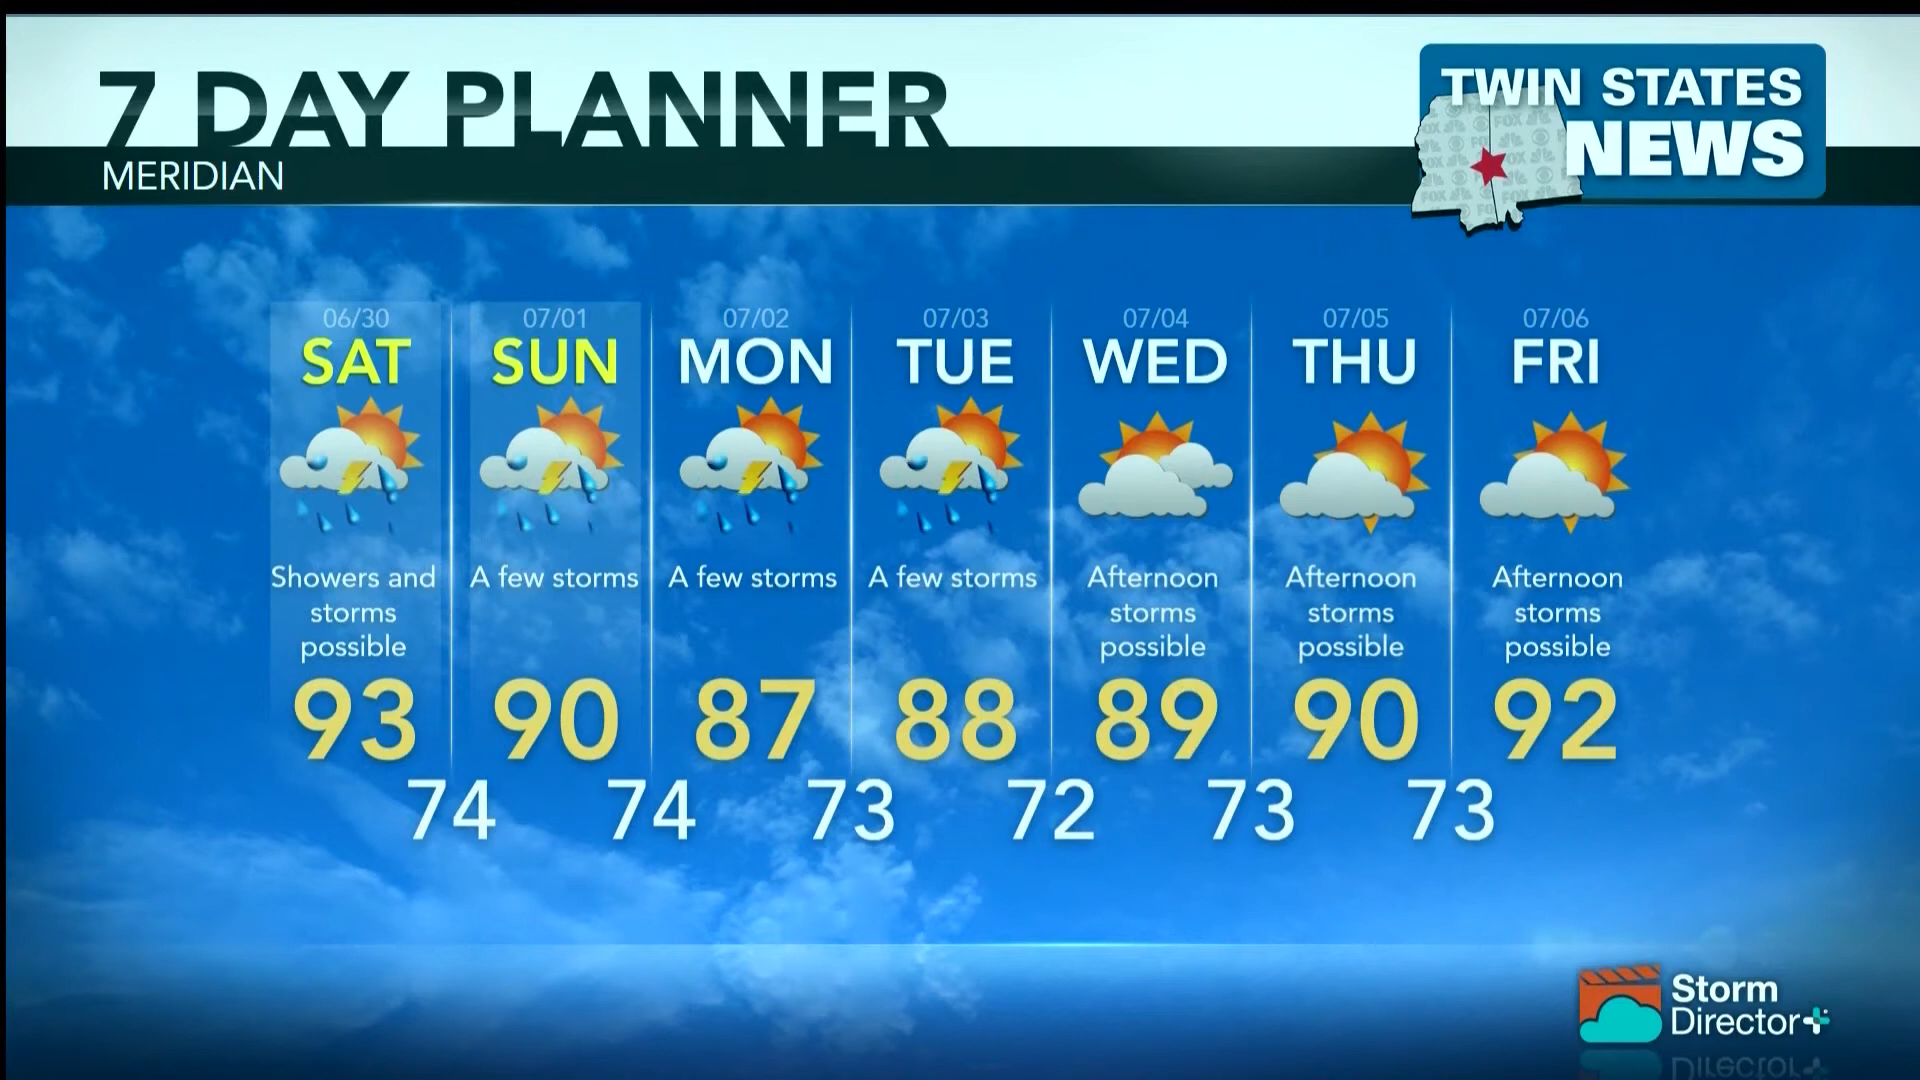 7 DAY PLANNER
MERIDIAN
TWIN STATES
NEWS
06/30 07/01 07/02 07/03 07/04 07/05 07/06
SAT SUN MON TUE WED THU FRI
Showers and storms possible
A few storms
A few storms
A few storms
Afternoon storms possible
Afternoon storms possible
Afternoon storms possible
93 90 87 88 89 90 92
74 74 73 72 73 73
Storm
Director+